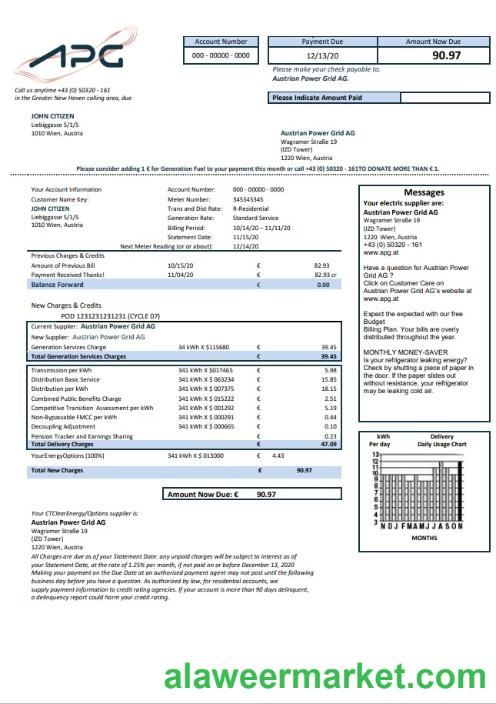 APG
Account Number
000 - 00000 - 0000
Payment Due
12/13/20
Amount Now Due
90.97
Please make your check payable to.
Austrian Power Grid AG.
Call us anytime +43 (0) 50320 - 161
in the Greater New Haven calling area, due
Please Indicate Amount Paid
JOHN CITIZEN
Liebiggasse 5/1/5
1010 Wien, Austria
Austrian Power Grid AG
Wagramer Straße 19
(IZD Tower)
1220 Wien, Austria
Please consider adding 1 € for Generation Fuel to your payment this month or call +43 (0) 50320 - 161TO DONATE MORE THAN € 1.
Your Account Information
Customer Name Key:
JOHN CITIZEN
Liebiggasse 5/1/5
1010 Wien, Austria
Account Number: 000 - 00000 - 0000
Meter Number: 345345345
Trans and Dist Rate: R-Residential
Generation Rate: Standard Service
Billing Period: 10/14/20 – 11/11/20
Statement Date: 11/15/20
Next Meter Reading (or or about): 12/14/20
Previous Charges & Credits
Amount of Previous Bill 10/15/20 € 82.93
Payment Received Thanks! 11/04/20 € 82.93 cr
Balance Forward € 0.00
New Charges & Credits
POD 1231231231231 (CYCLE 07)
Current Supplier: Austrian Power Grid AG
New Supplier: Austrian Power Grid AG
Generation Services Charge 34 kWh X $115680 € 39.45
Total Generation Services Charges € 39.45
Transmission per kWh 341 kWh X $017465 € 5.98
Distribution Basic Service 341 kWh X $ 063234 € 15.85
Distribution per kWh 341 kWh X $ 007375 € 18.15
Combined Public Benefits Charge 341 kWh X $ 015222 € 2.51
Competitive Transition Assessment per kWh 341 kWh X $ 001292 € 5.19
Non-Bypassable FMCC per kWh 341 kWh X $ 000291 € 0.44
Decoupling Adjustment 341 kWh X $ 000665 € 0.10
Pension Tracker and Earnings Sharing € 0.23
Total Delivery Charges € 47.09
YourEnergyOptions (100%) 341 kWh X $ 013000 € 4.43
Total New Charges € 90.97
Amount Now Due: € 90.97
Your CTClearEnergy/Options supplier is:
Austrian Power Grid AG
Wagramer Straße 19
(IZD Tower)
1220 Wien, Austria
All Charges are due as of your Statement Date: any unpaid charges will be subject to interest as of
your Statement Date, at the rate of 1.25% per month, if not paid on or before December 13, 2020
Making your payment on the Due Date at an authorized payment agent may not post until the following
business day before you have a question. As authorized by law, for residential accounts, we
supply payment information to credit rating agencies. If your account is more than 90 days delinquent,
a delinquency report could harm your credit rating.
Messages
Your electric supplier are:
Austrian Power Grid AG
Wagramer Straße 19
(IZD Tower)
1220 Wien, Austria
+43 (0) 50320 - 161
www.apg.at
Have a question for Austrian Power
Grid AG ?
Click on Customer Care on
Austrian Power Grid AG's website at
www.apg.at
Expect the expected with our free
Budget
Billing Plan. Your bills are overly
distributed throughout the year.
MONTHLY MONEY-SAVER
Is your refrigerator leaking energy?
Check by shutting a piece of paper in
the door. If the paper slides out
without resistance, your refrigerator
may be leaking cold air.
kWh
Per day
Delivery
Daily Usage Chart
13
12
11
10
9
8
7
6
5
4
3
N D J F M A M J J A S O N
MONTHS
alaweermarket.com